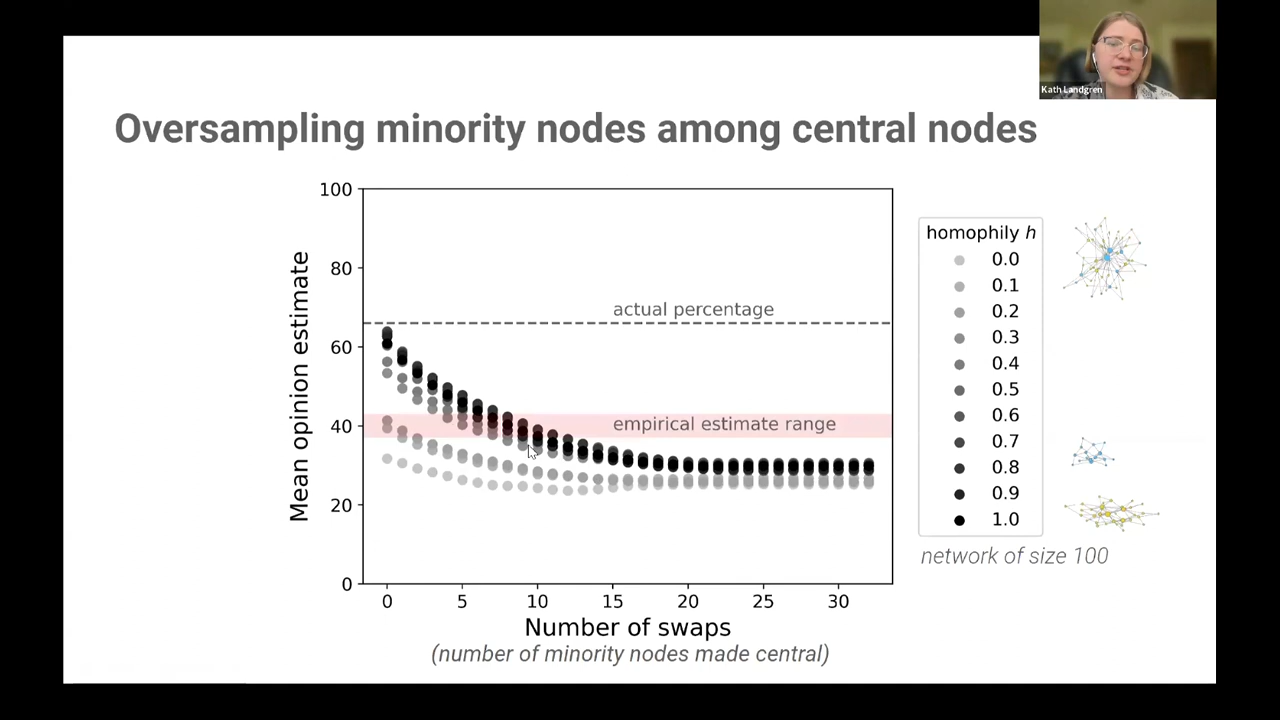 Kath Landgren
Oversampling minority nodes among central nodes
Mean opinion estimate
100
80
60
40
20
0
actual percentage
empirical estimate range
0 5 10 15 20 25 30
Number of swaps
(number of minority nodes made central)
homophily h
0.0
0.1
0.2
0.3
0.4
0.5
0.6
0.7
0.8
0.9
1.0
network of size 100